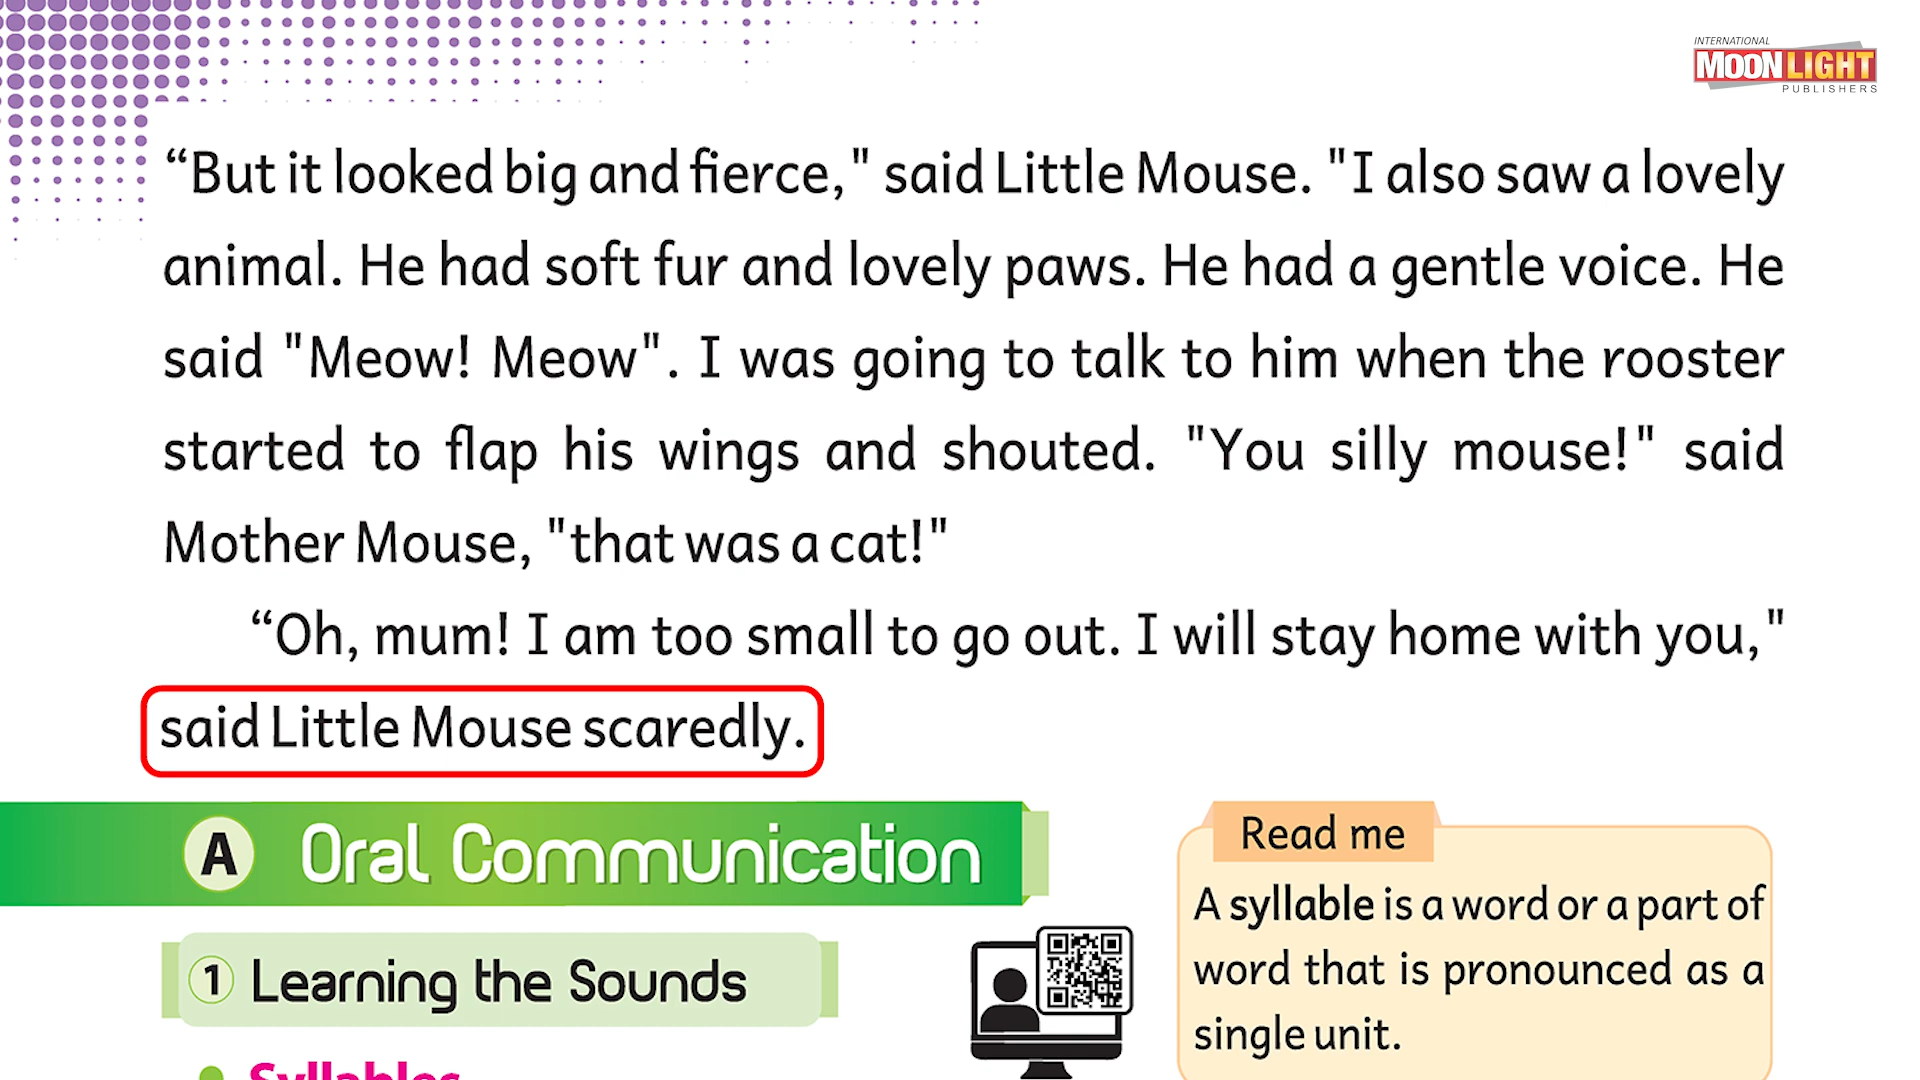 INTERNATIONAL
MOONLIGHT
PUBLISHERS
“But it looked big and fierce," said Little Mouse. "I also saw a lovely
animal. He had soft fur and lovely paws. He had a gentle voice. He
said "Meow! Meow". I was going to talk to him when the rooster
started to flap his wings and shouted. "You silly mouse!" said
Mother Mouse, "that was a cat!"
“Oh, mum! I am too small to go out. I will stay home with you,"
said Little Mouse scaredly.
A Oral Communication
1 Learning the Sounds
Syllables
Read me
A syllable is a word or a part of
word that is pronounced as a
single unit.